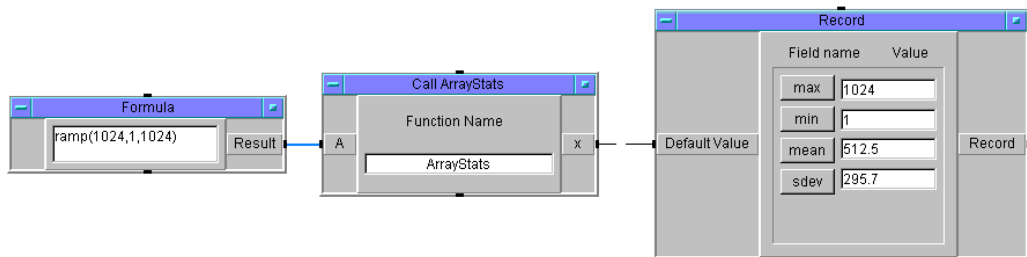 Formula
ramp(1024,1,1024)
Result
Call ArrayStats
A
Function Name
ArrayStats
x
Record
Default Value
Field name Value
max 1024
min 1
mean 512.5
sdev 295.7
Record